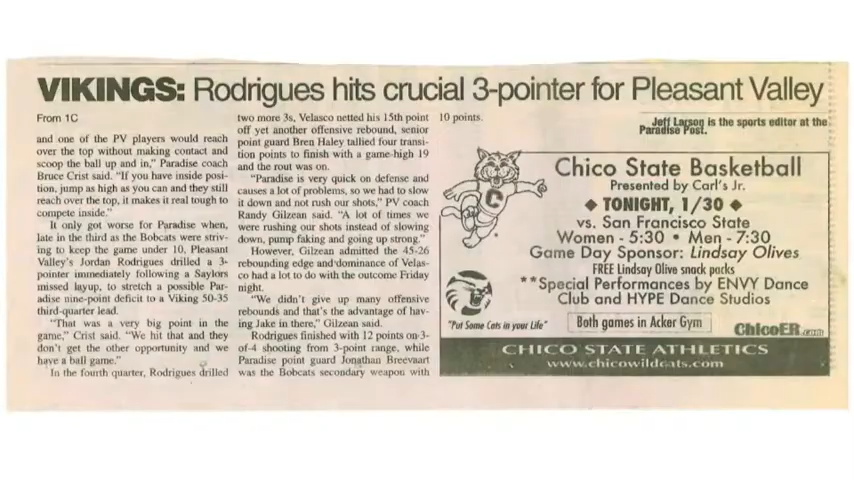 VIKINGS: Rodrigues hits crucial 3-pointer for Pleasant Valley
From 1C
and one of the PV players would reach
over the top without making contact and
scoop the ball up and in," Paradise coach
Bruce Crist said. "If you have inside posi-
tion, jump as high as you can and they still
reach over the top, it makes it real tough to
compete inside."
It only got worse for Paradise when,
late in the third as the Bobcats were striv-
ing to keep the game under 10, Pleasant
Valley's Jordan Rodrigues drilled a 3-
pointer immediately following a Saylors
missed layup, to stretch a possible Par-
adise nine-point deficit to a Viking 50-35
third-quarter lead.
"That was a very big point in the
game," Crist said. "We hit that and they
don't get the other opportunity and we
have a ball game."
In the fourth quarter, Rodrigues drilled
two more 3s, Velasco netted his 15th point
off yet another offensive rebound, senior
point guard Bren Haley tallied four transi-
tion points to finish with a game-high 19
and the rout was on.
"Paradise is very quick on defense and
causes a lot of problems, so we had to slow
it down and not rush our shots," PV coach
Randy Gilzean said. "A lot of times we
were rushing our shots instead of slowing
down, pump faking and going up strong."
However, Gilzean admitted the 45-26
rebounding edge and dominance of Velas-
co had a lot to do with the outcome Friday
night.
"We didn't give up many offensive
rebounds and that's the advantage of hav-
ing Jake in there," Gilzean said.
Rodrigues finished with 12 points on 3-
of-4 shooting from 3-point range, while
Paradise point guard Jonathan Breevaart
was the Bobcats secondary weapon with
10 points.
Jeff Larson is the sports editor at the
Paradise Post.
C
"Put Some Cats in your Life"
Chico State Basketball
Presented by Carl's Jr.
◆ TONIGHT, 1/30 ◆
vs. San Francisco State
Women - 5:30 • Men - 7:30
Game Day Sponsor: Lindsay Olives
FREE Lindsay Olive snack packs
**Special Performances by ENVY Dance
Club and HYPE Dance Studios
Both games in Acker Gym
ChicoER.com
CHICO STATE ATHLETICS
www.chicowildcats.com